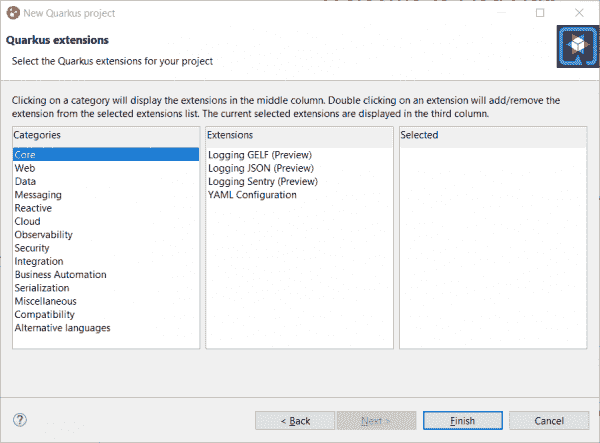 New Quarkus project
Quarkus extensions
Select the Quarkus extensions for your project
Clicking on a category will display the extensions in the middle column. Double clicking on an extension will add/remove the
extension from the selected extensions list. The current selected extensions are displayed in the third column.
Categories
Core
Web
Data
Messaging
Reactive
Cloud
Observability
Security
Integration
Business Automation
Serialization
Miscellaneous
Compatibility
Alternative languages
Extensions
Logging GELF (Preview)
Logging JSON (Preview)
Logging Sentry (Preview)
YAML Configuration
Selected
?
< Back
Next >
Finish
Cancel